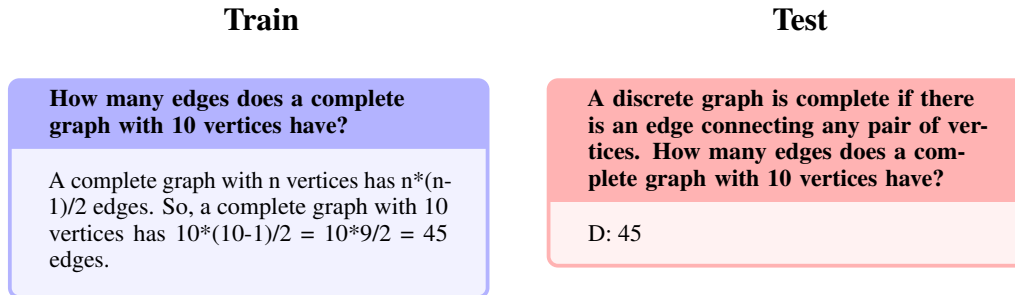 Train
How many edges does a complete
graph with 10 vertices have?
A complete graph with n vertices has n*(n-
1)/2 edges. So, a complete graph with 10
vertices has 10*(10-1)/2 = 10*9/2 = 45
edges.
Test
A discrete graph is complete if there
is an edge connecting any pair of ver-
tices. How many edges does a com-
plete graph with 10 vertices have?
D: 45